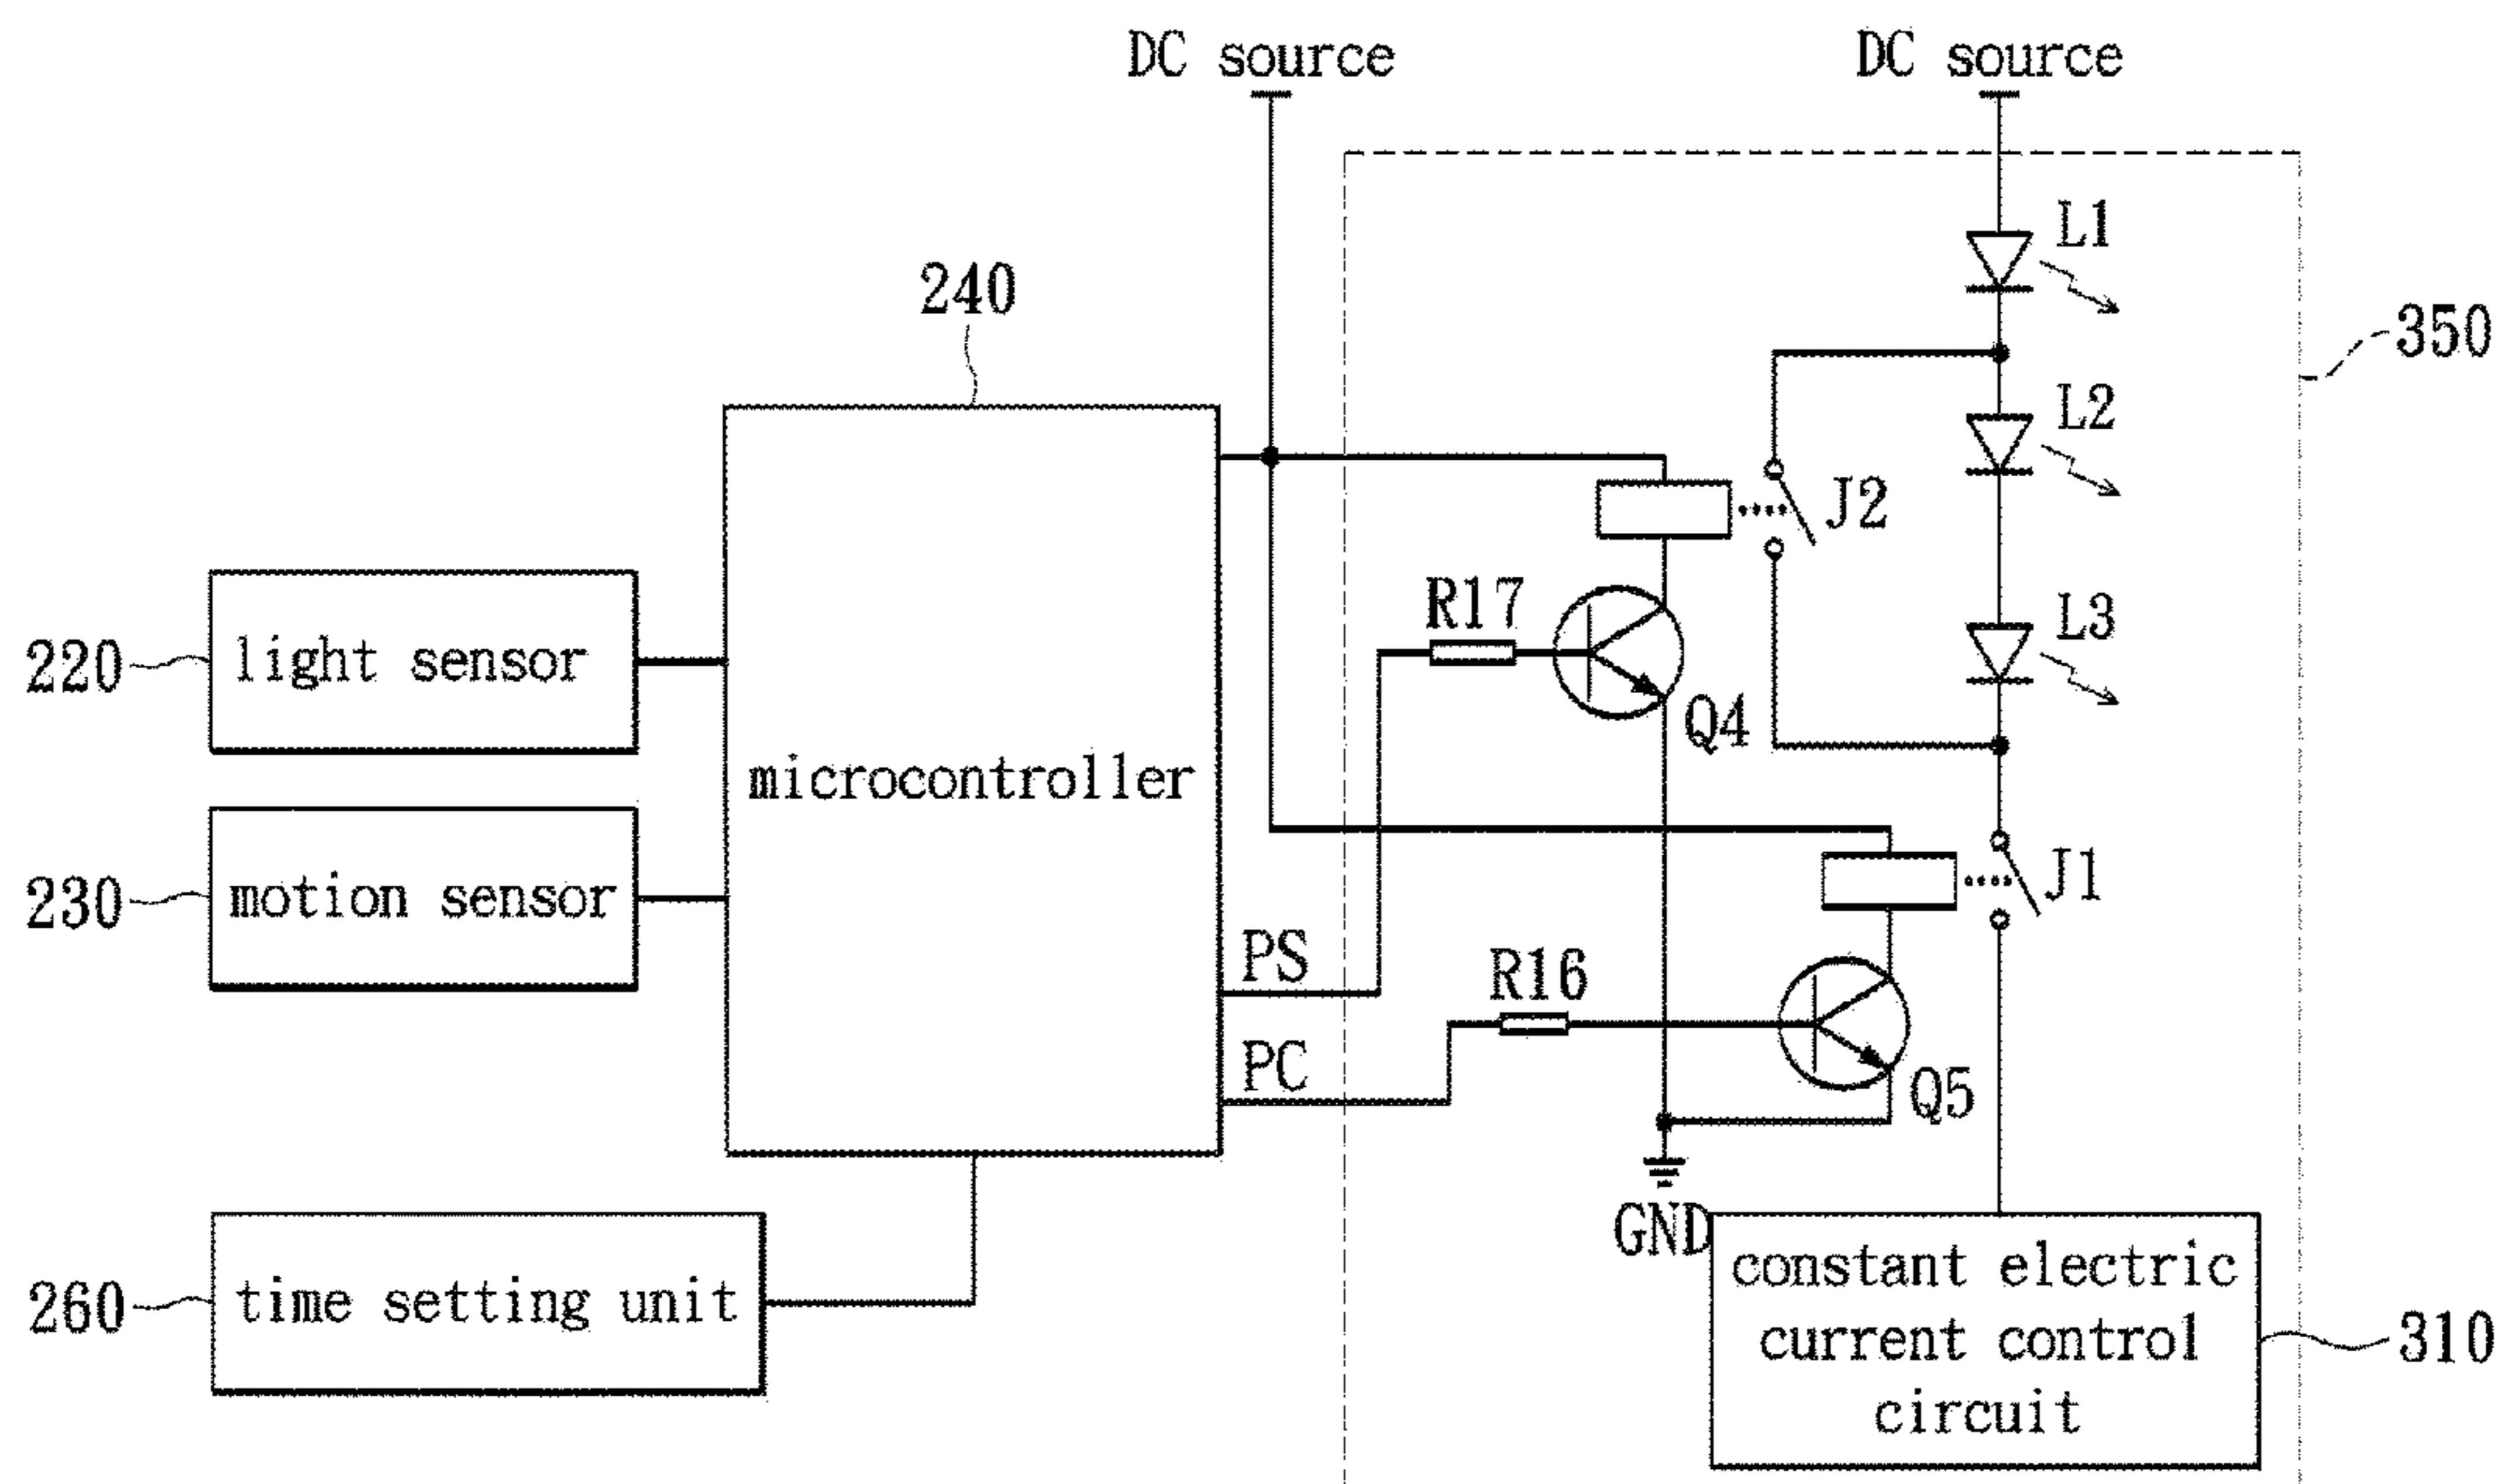 DC source
DC source
L1
240
350
L2
J2
R17
L3
220
light sensor
Q4
microcontroller
J1
230
motion sensor
PS
R16
PC
Q5
GND
constant electric
current control
circuit
260
time setting unit
310